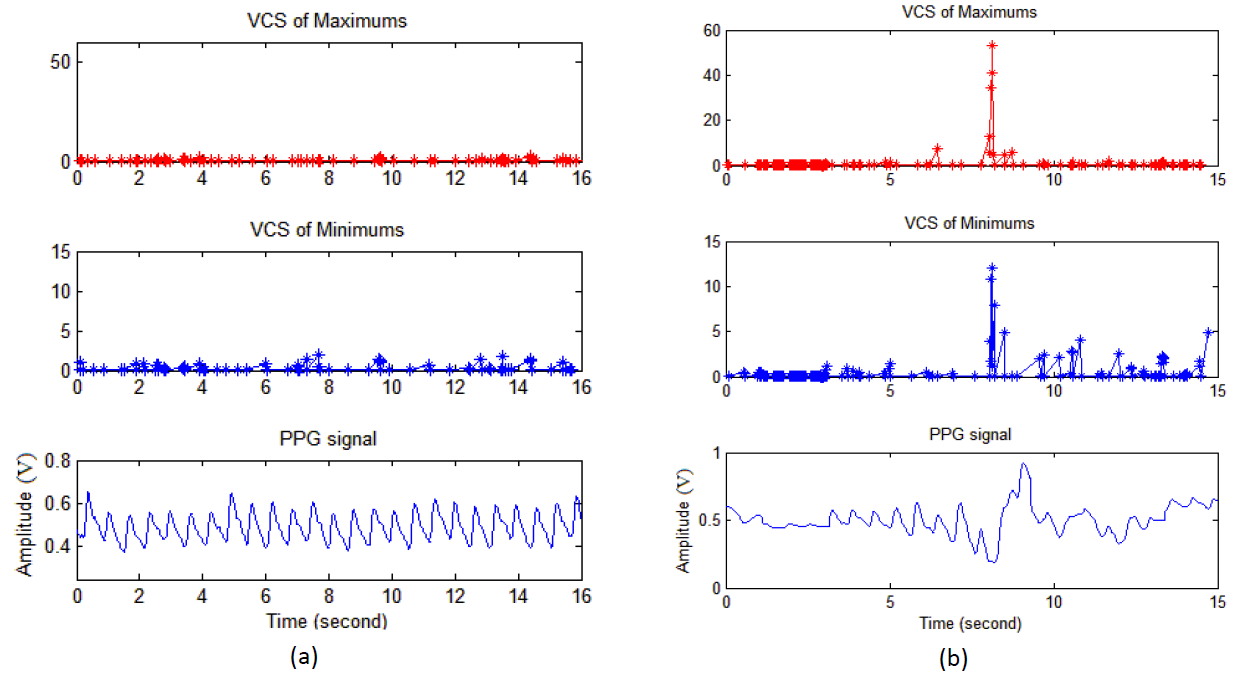 VCS of Maximums
50
0
0 2 4 6 8 10 12 14 16
VCS of Minimums
15
10
5
0
0 2 4 6 8 10 12 14 16
PPG signal
Amplitude (V)
0.8
0.6
0.4
0 2 4 6 8 10 12 14 16
Time (second)
(a)
VCS of Maximums
60
40
20
0
0 5 10 15
VCS of Minimums
15
10
5
0
0 5 10 15
PPG signal
Amplitude (V)
1
0.5
0
0 5 10 15
Time (second)
(b)